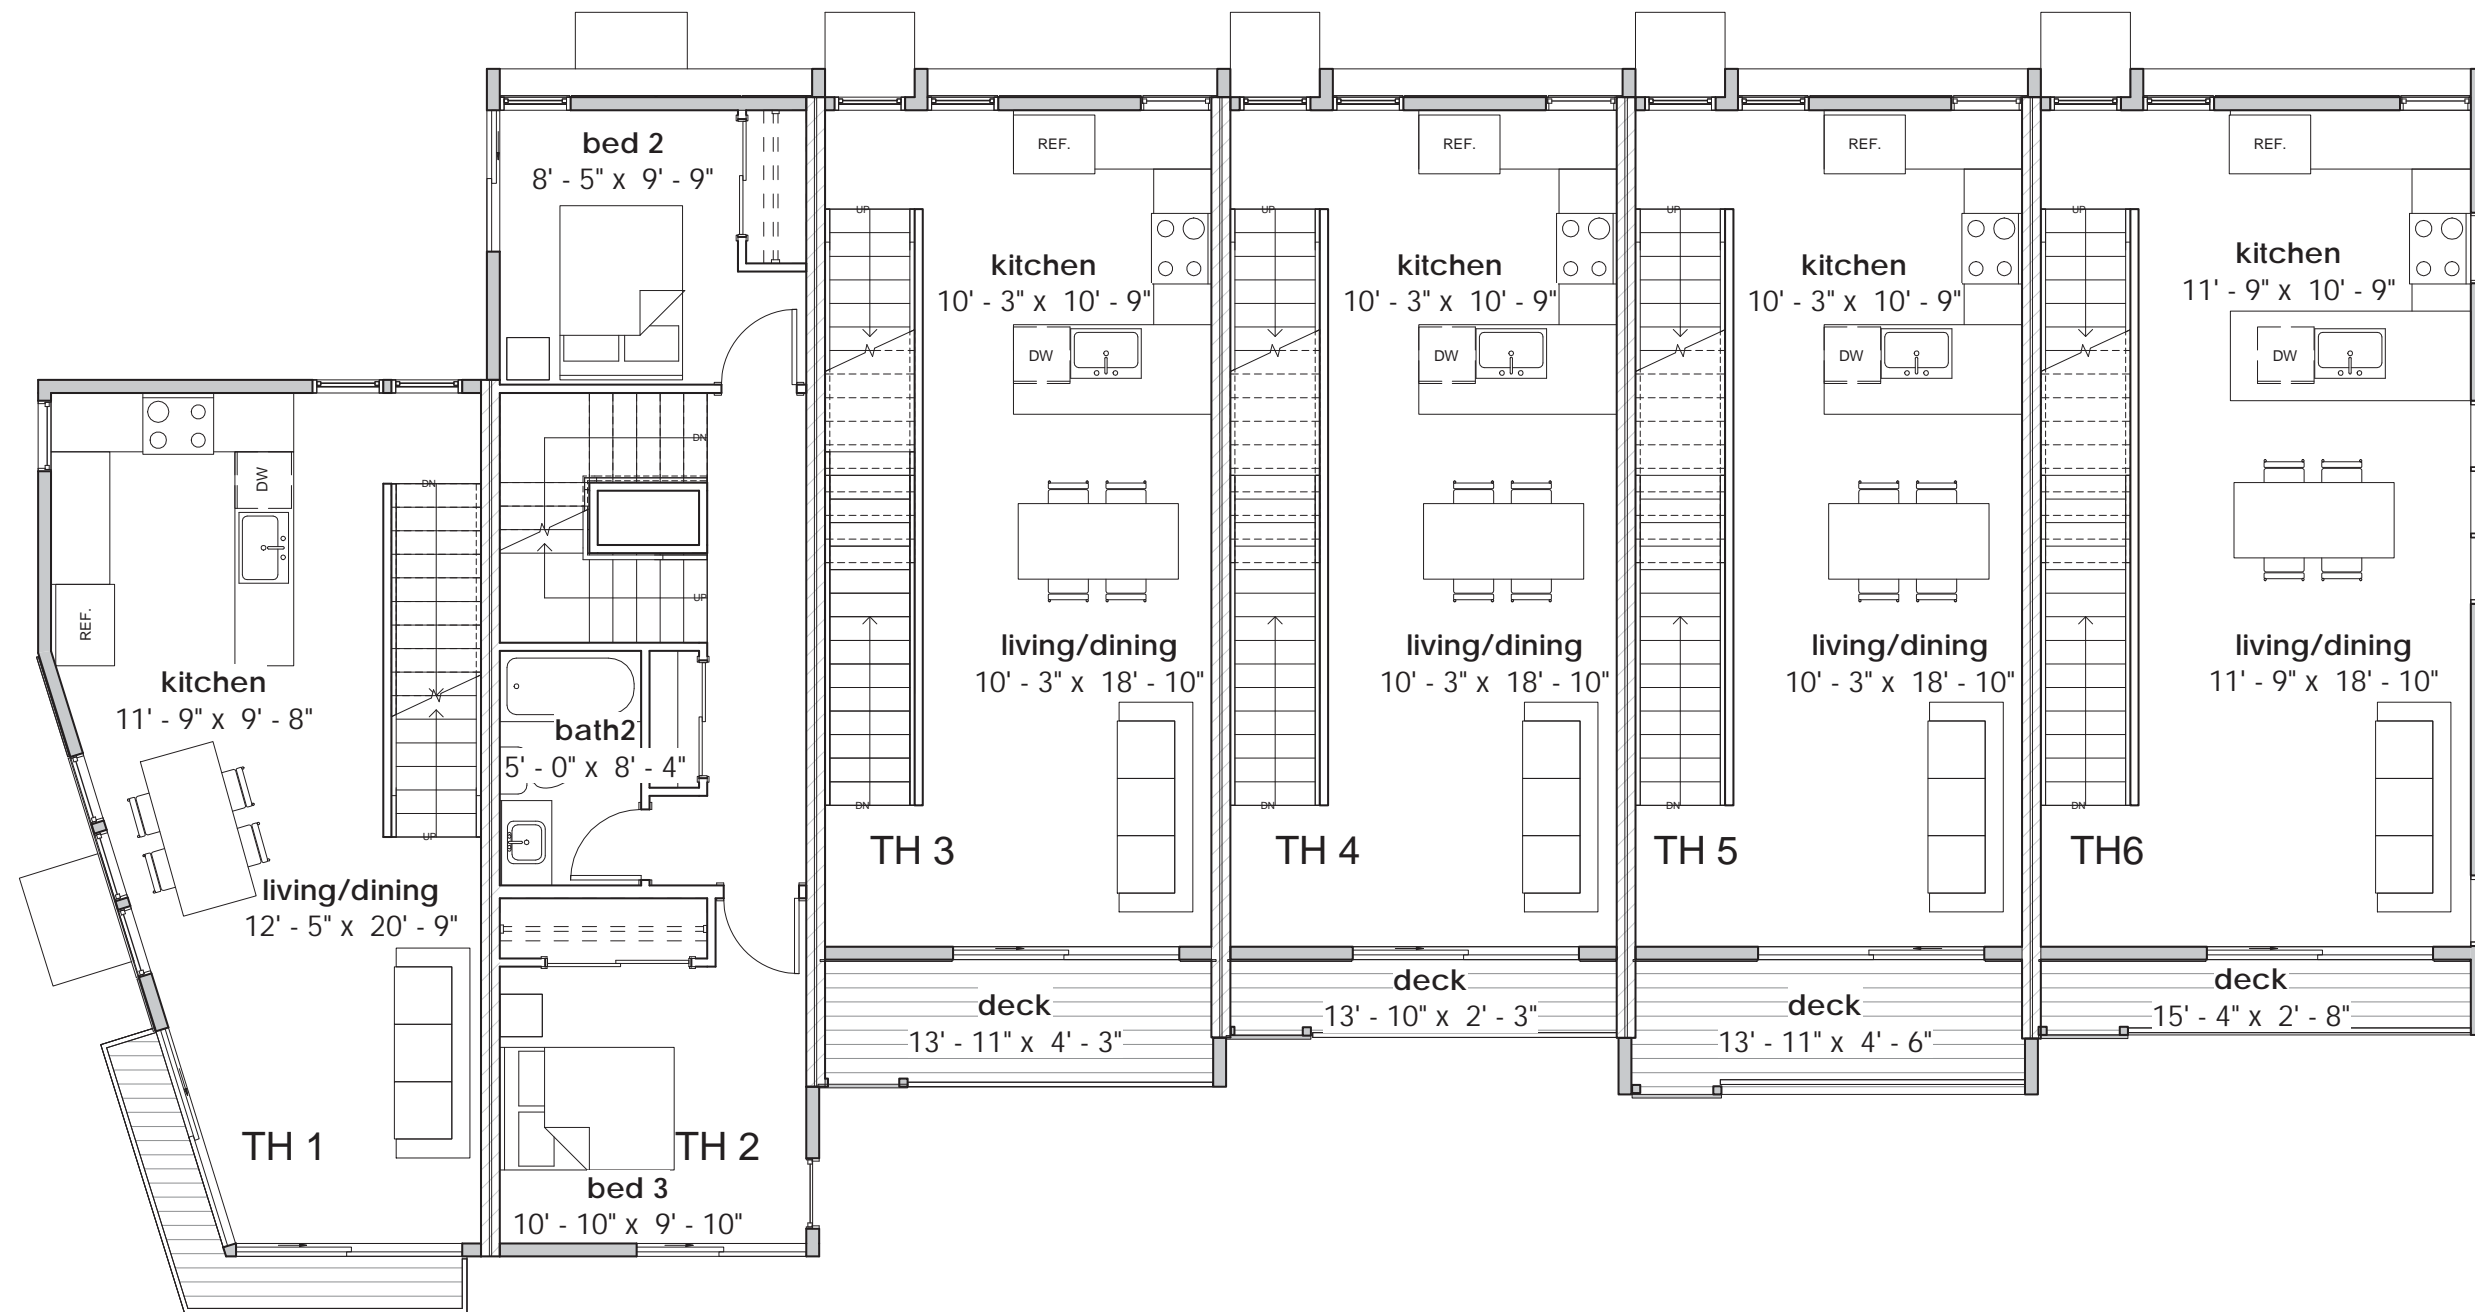 bed 2
8' - 5" x 9' - 9"
REF.
REF.
REF.
REF.
UP
UP
UP
UP
kitchen
10' - 3" x 10' - 9"
kitchen
10' - 3" x 10' - 9"
kitchen
10' - 3" x 10' - 9"
kitchen
11' - 9" x 10' - 9"
DW
DW
DW
DW
DN
DW
DN
UP
REF.
kitchen
11' - 9" x 9' - 8"
bath2
5' - 0" x 8' - 4"
living/dining
10' - 3" x 18' - 10"
living/dining
10' - 3" x 18' - 10"
living/dining
10' - 3" x 18' - 10"
living/dining
11' - 9" x 18' - 10"
UP
DN
DN
DN
DN
TH 3
TH 4
TH 5
TH6
living/dining
12' - 5" x 20' - 9"
deck
13' - 11" x 4' - 3"
deck
13' - 10" x 2' - 3"
deck
13' - 11" x 4' - 6"
deck
15' - 4" x 2' - 8"
TH 1
TH 2
bed 3
10' - 10" x 9' - 10"